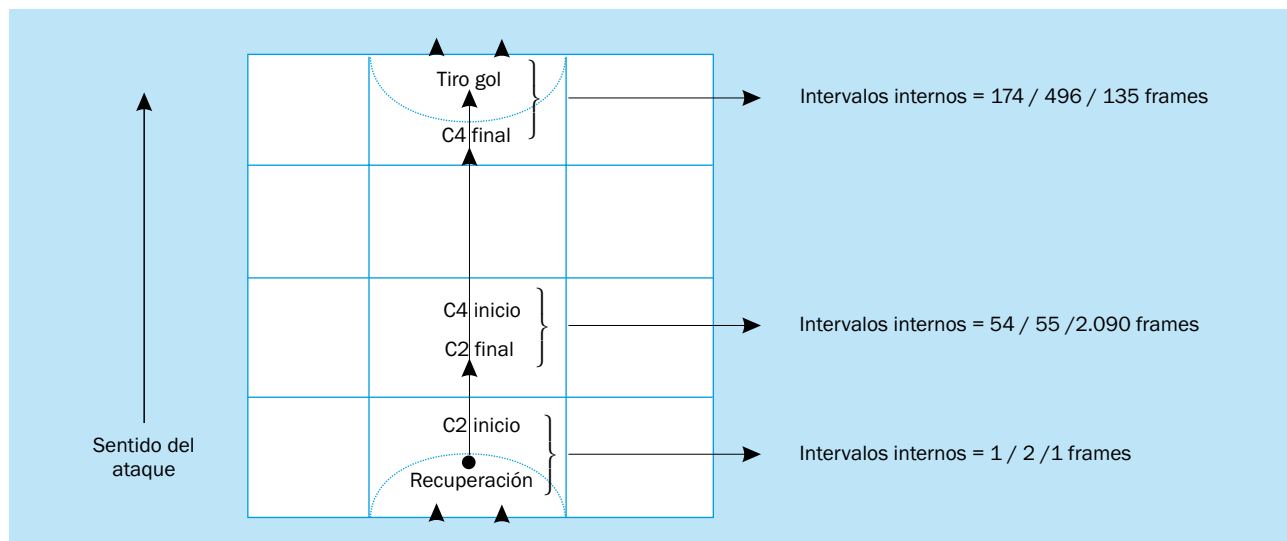 Tiro gol
C4 final
Intervalos internos = 174 / 496 / 135 frames
C4 inicio
C2 final
Intervalos internos = 54 / 55 /2.090 frames
C2 inicio
Recuperación
Intervalos internos = 1 / 2 /1 frames
Sentido del
ataque